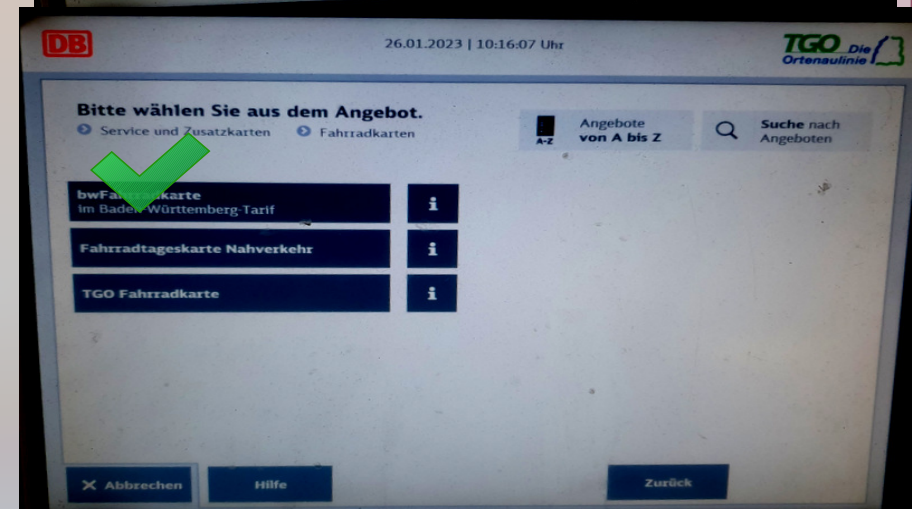 DB
26.01.2023 | 10:16:07 Uhr
TGO Die
Ortenaulinie
Bitte wählen Sie aus dem Angebot.
Service und Zusatzkarten Fahrradkarten
A-Z
Angebote
von A bis Z
Suche nach
Angeboten
bwFahrradkarte
im Baden-Württemberg-Tarif
i
Fahrradtageskarte Nahverkehr
i
TGO Fahrradkarte
i
X Abbrechen
Hilfe
Zurück